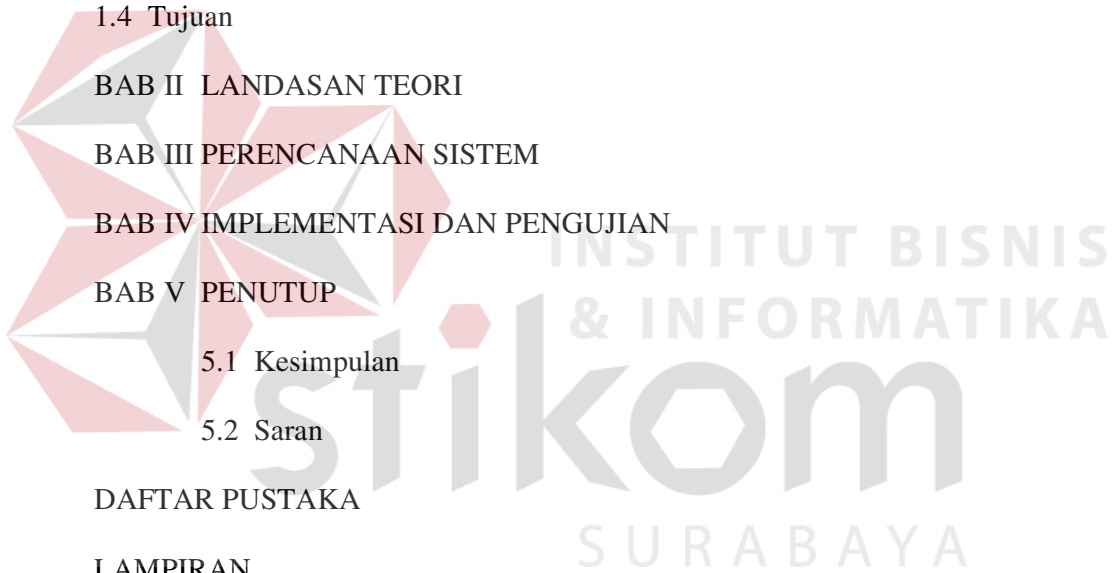 1.4 Tujuan
BAB II LANDASAN TEORI
BAB III PERENCANAAN SISTEM
BAB IV IMPLEMENTASI DAN PENGUJIAN
INSTITUT BISNIS
BAB V PENUTUP
& INFORMATIKA
5.1 Kesimpulan
stikom
5.2 Saran
DAFTAR PUSTAKA
SURABAYA
LAMPIRAN